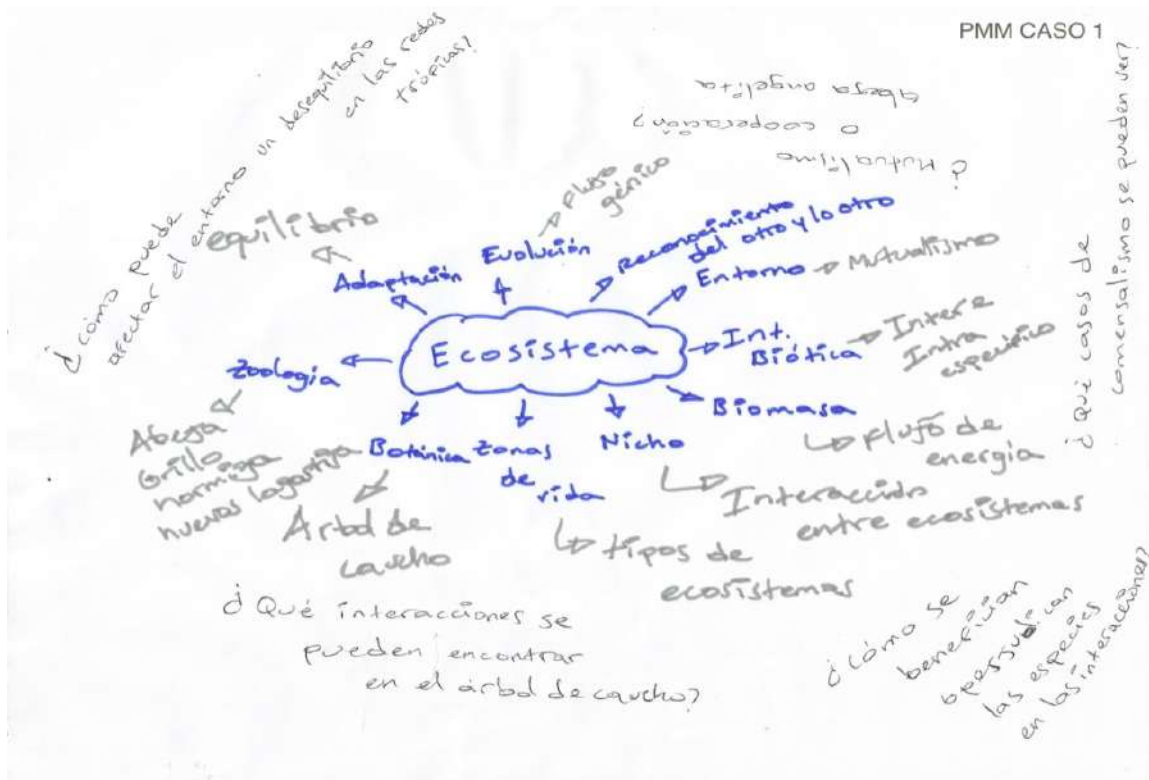 PMM CASO 1
¿Cómo puede
afectar el entorno un desequilibrio
en las redes
tróficas?
¿Mutualismo
o cooperación?
Abeja angelita
¿Qué casos de
comensalismo se pueden ver?
Ecosistema
Adaptación
equilibrio
Evolución
Flujo
génico
Reconocimiento
del otro y lo otro
Entorno
Mutualismo
Int.
Biótica
Inter e
Intra
específico
Biomasa
flujo de
energía
Nicho
Interacción
entre ecosistemas
Zonas
de
vida
tipos de
ecosistemas
Botánica
Arbol de
caucho
Zoología
Abeja
Grillo
hormiga
huevos lagartija
¿Qué interacciones se
pueden encontrar
en el árbol de caucho?
¿Cómo se
benefician
las especies
en las interacciones?